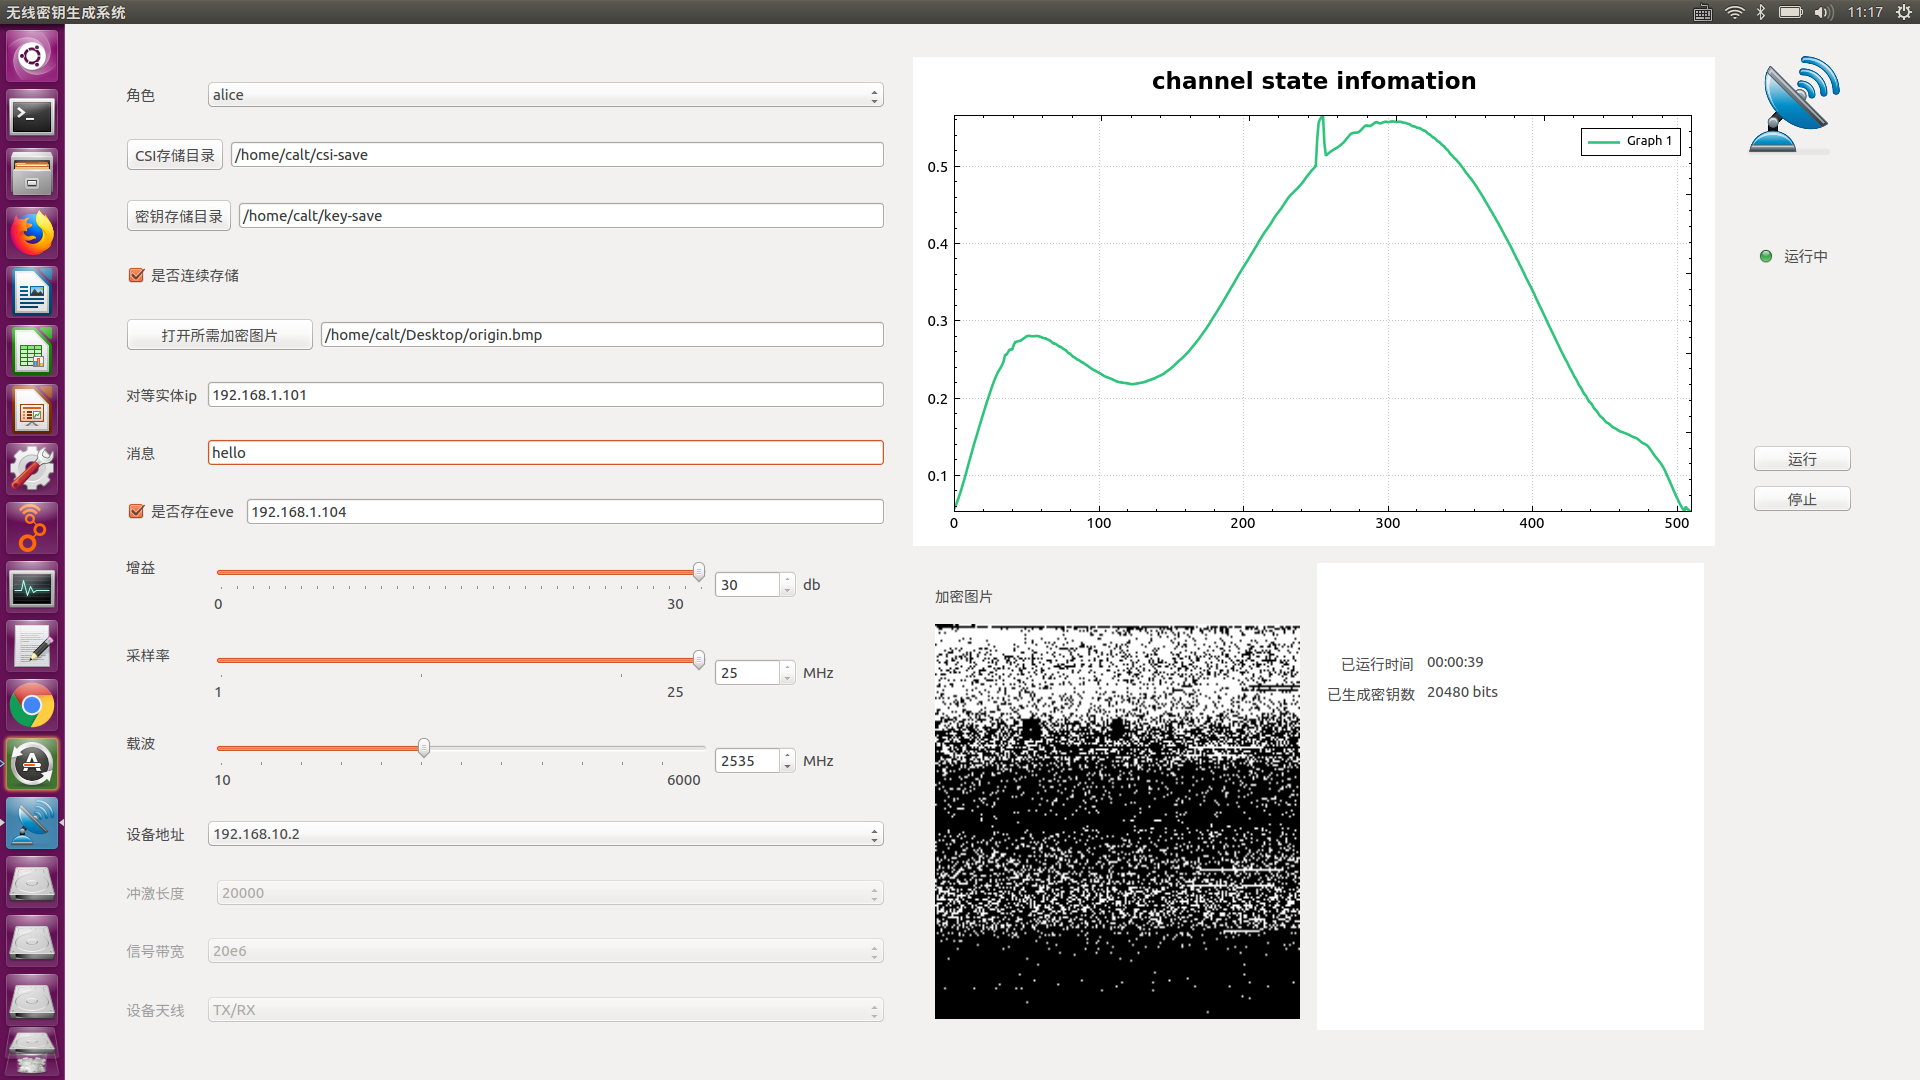 无线密钥生成系统
11:17
角色
alice
CSI存储目录
/home/calt/csi-save
密钥存储目录
/home/calt/key-save
是否连续存储
打开所需加密图片
/home/calt/Desktop/origin.bmp
对等实体ip
192.168.1.101
消息
hello
是否存在eve
192.168.1.104
增益
0
30
30
db
采样率
1
25
25
MHz
载波
10
6000
2535
MHz
设备地址
192.168.10.2
冲激长度
20000
信号带宽
20e6
设备天线
TX/RX
channel state infomation
Graph 1
0.5
0.4
0.3
0.2
0.1
0
100
200
300
400
500
加密图片
已运行时间 00:00:39
已生成密钥数 20480 bits
运行中
运行
停止